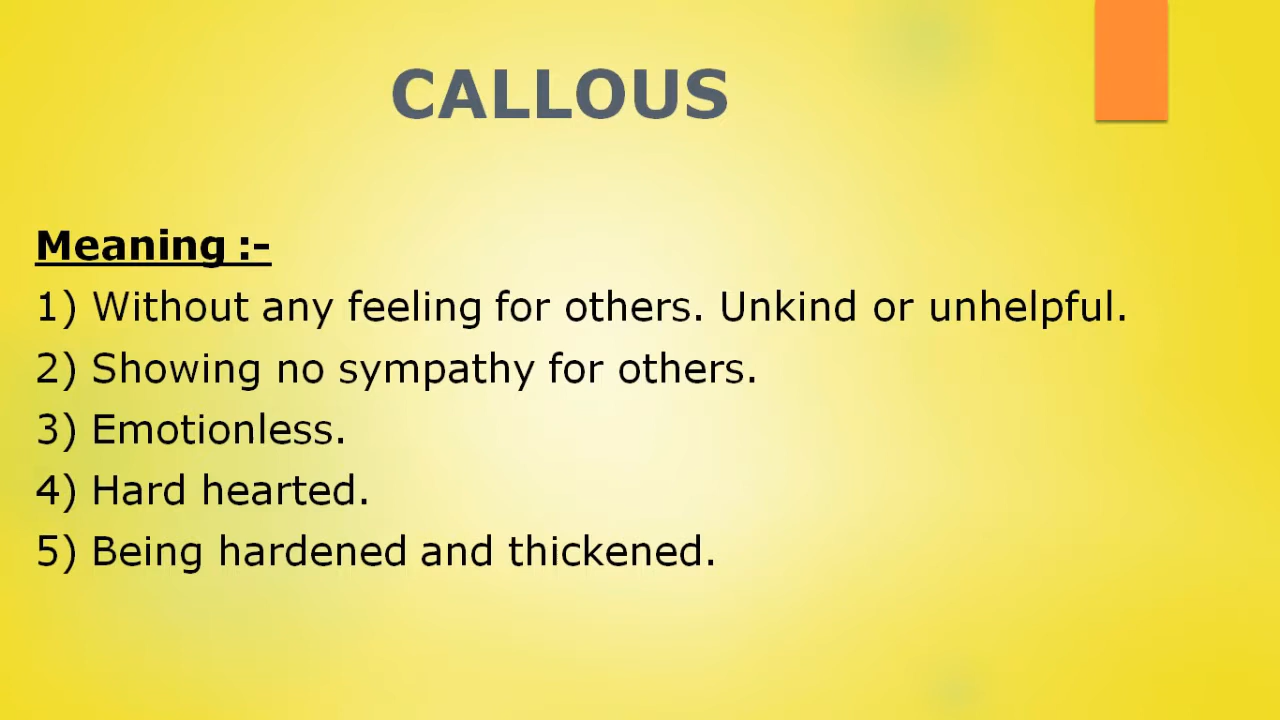 CALLOUS
Meaning :-
1) Without any feeling for others. Unkind or unhelpful.
2) Showing no sympathy for others.
3) Emotionless.
4) Hard hearted.
5) Being hardened and thickened.